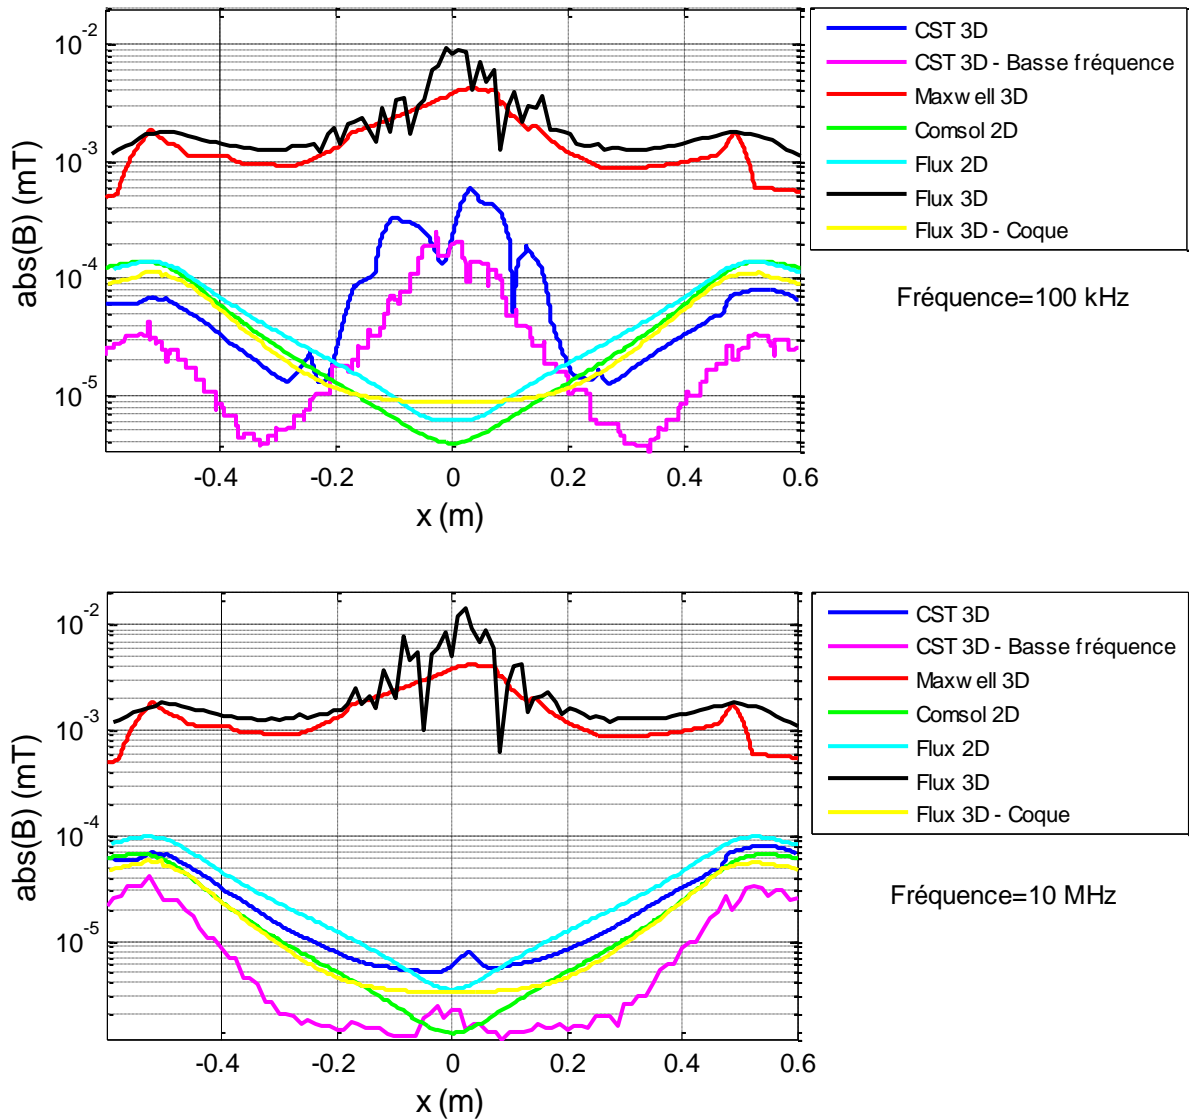 10-2
10-3
10-4
10-5
abs(B) (mT)
-0.4
-0.2
0
0.2
0.4
0.6
x (m)
CST 3D
CST 3D - Basse fréquence
Maxwell 3D
Comsol 2D
Flux 2D
Flux 3D
Flux 3D - Coque
Fréquence=100 kHz
10-2
10-3
10-4
10-5
abs(B) (mT)
-0.4
-0.2
0
0.2
0.4
0.6
x (m)
CST 3D
CST 3D - Basse fréquence
Maxwell 3D
Comsol 2D
Flux 2D
Flux 3D
Flux 3D - Coque
Fréquence=10 MHz